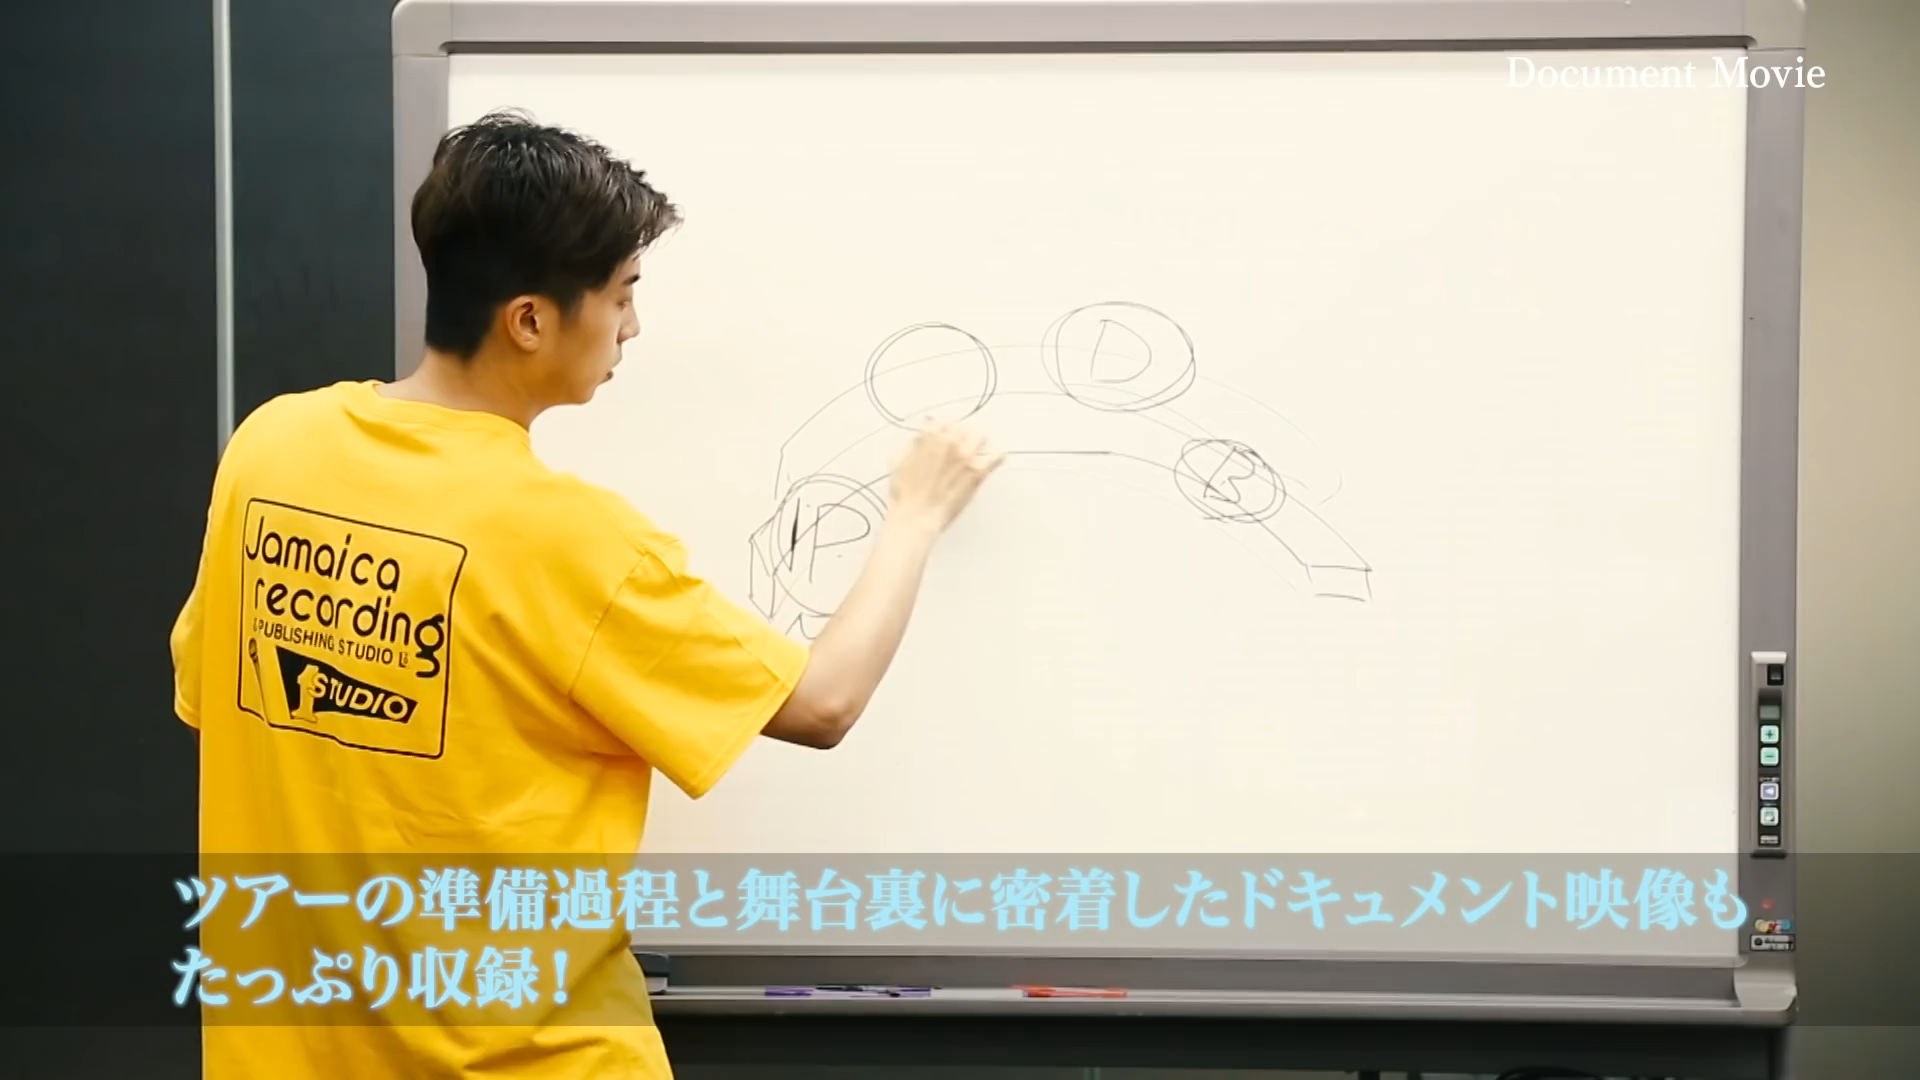 Document Movie
D
R
P
Jamaica
recording
& PUBLISHING STUDIO Ld
1 STUDIO
ツアーの準備過程と舞台裏に密着したドキュメント映像も
たっぷり収録!